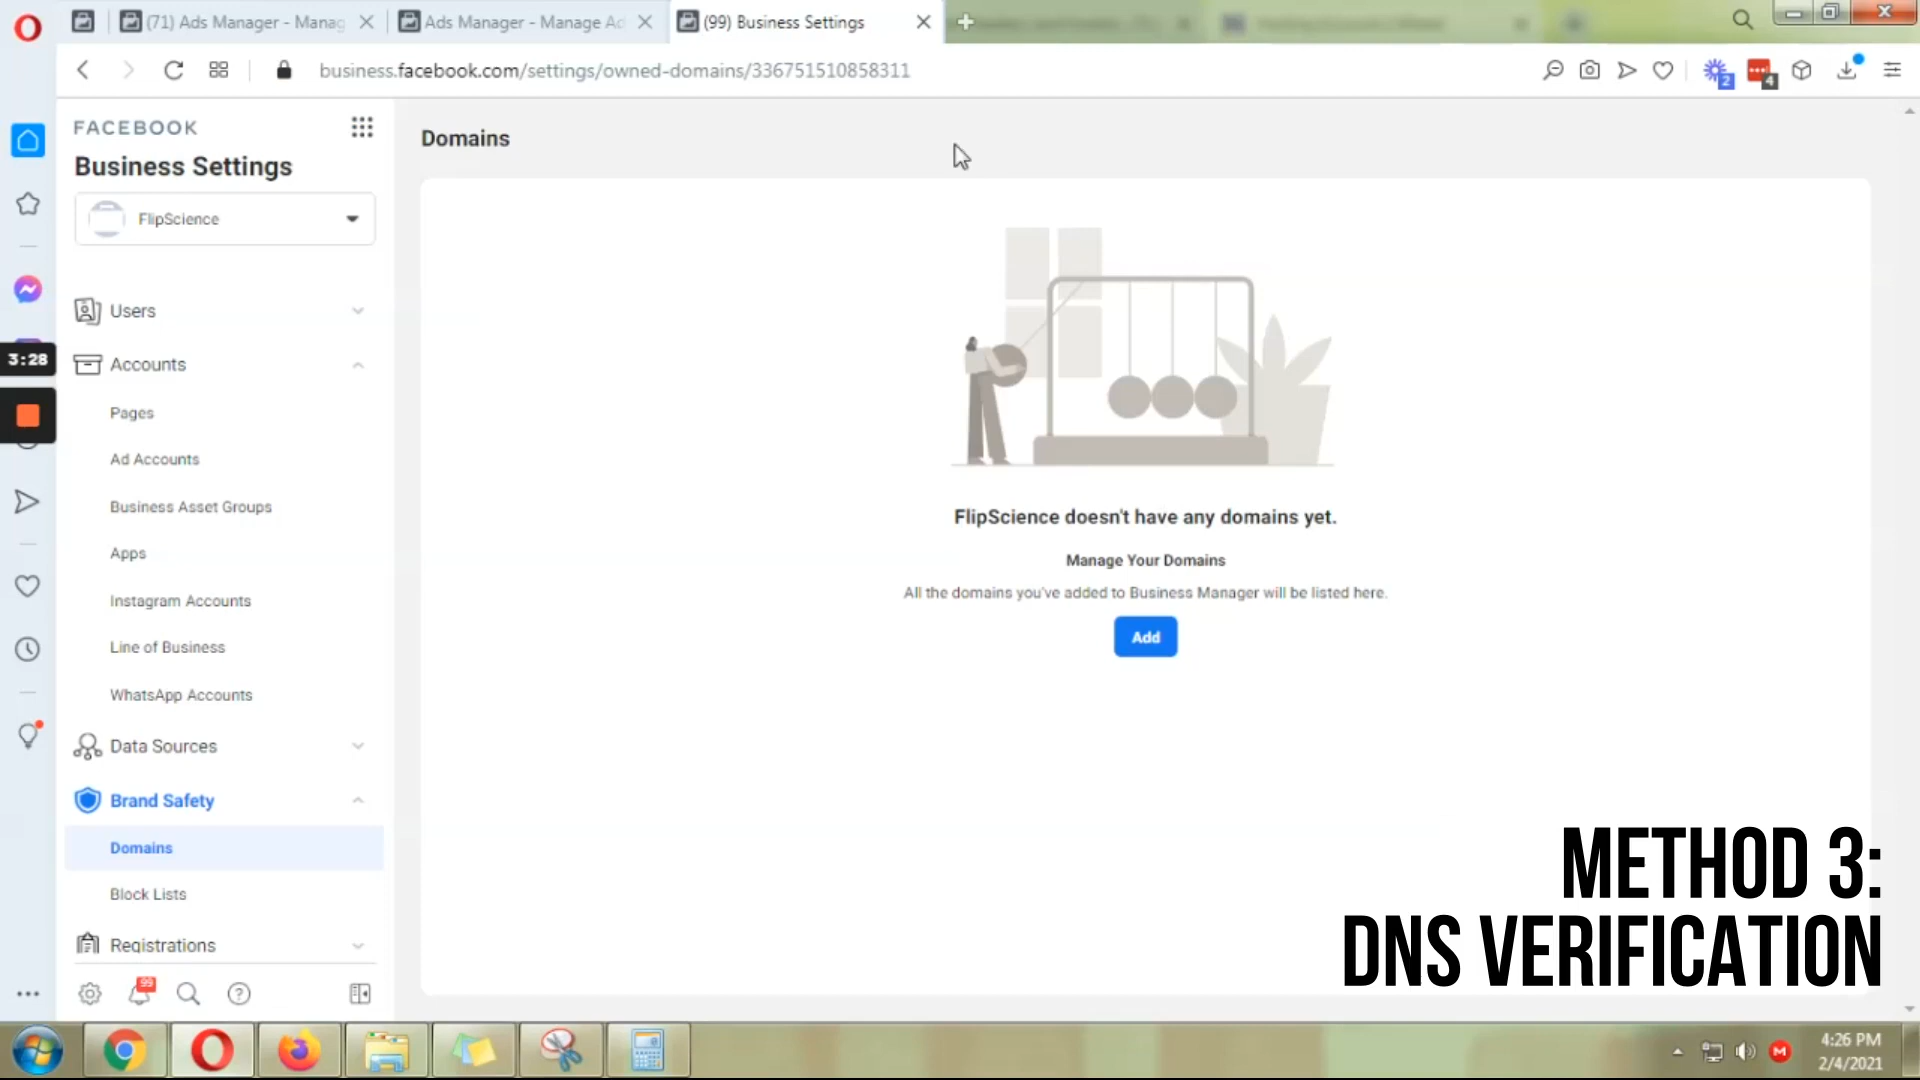 (71) Ads Manager - Manag
Ads Manager - Manage Ad
(99) Business Settings
business.facebook.com/settings/owned-domains/336751510858311
2
4
FACEBOOK
Business Settings
FlipScience
Users
Accounts
Pages
Ad Accounts
Business Asset Groups
Apps
Instagram Accounts
Line of Business
WhatsApp Accounts
Data Sources
Brand Safety
Domains
Block Lists
Registrations
99
3:28
Domains
FlipScience doesn't have any domains yet.
Manage Your Domains
All the domains you've added to Business Manager will be listed here.
Add
METHOD 3:
DNS VERIFICATION
4:26 PM
2/4/2021